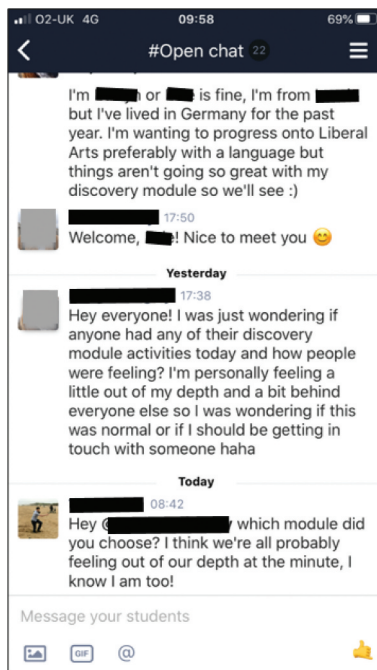 O2-UK 4G 09:58 69%
#Open chat 22
I'm or is fine, I'm from
but I've lived in Germany for the past
year. I'm wanting to progress onto Liberal
Arts preferably with a language but
things aren't going so great with my
discovery module so we'll see :)
17:50
Welcome, ! Nice to meet you 😊
Yesterday
17:38
Hey everyone! I was just wondering if
anyone had any of their discovery
module activities today and how people
were feeling? I'm personally feeling a
little out of my depth and a bit behind
everyone else so I was wondering if this
was normal or if I should be getting in
touch with someone haha
Today
08:42
Hey @ which module did
you choose? I think we're all probably
feeling out of our depth at the minute, I
know I am too!
Message your students
GIF @